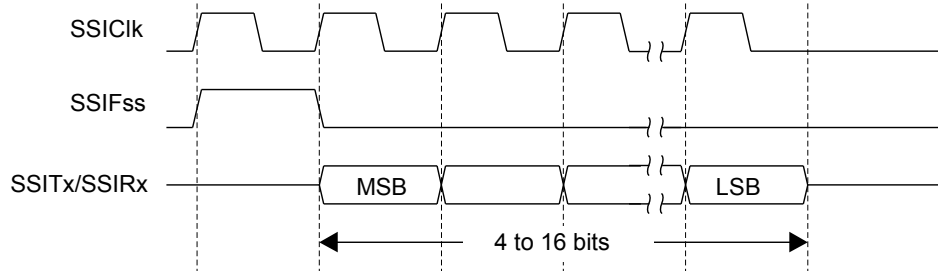 SSIClk
SSIFss
SSITx/SSIRx
MSB
LSB
4 to 16 bits